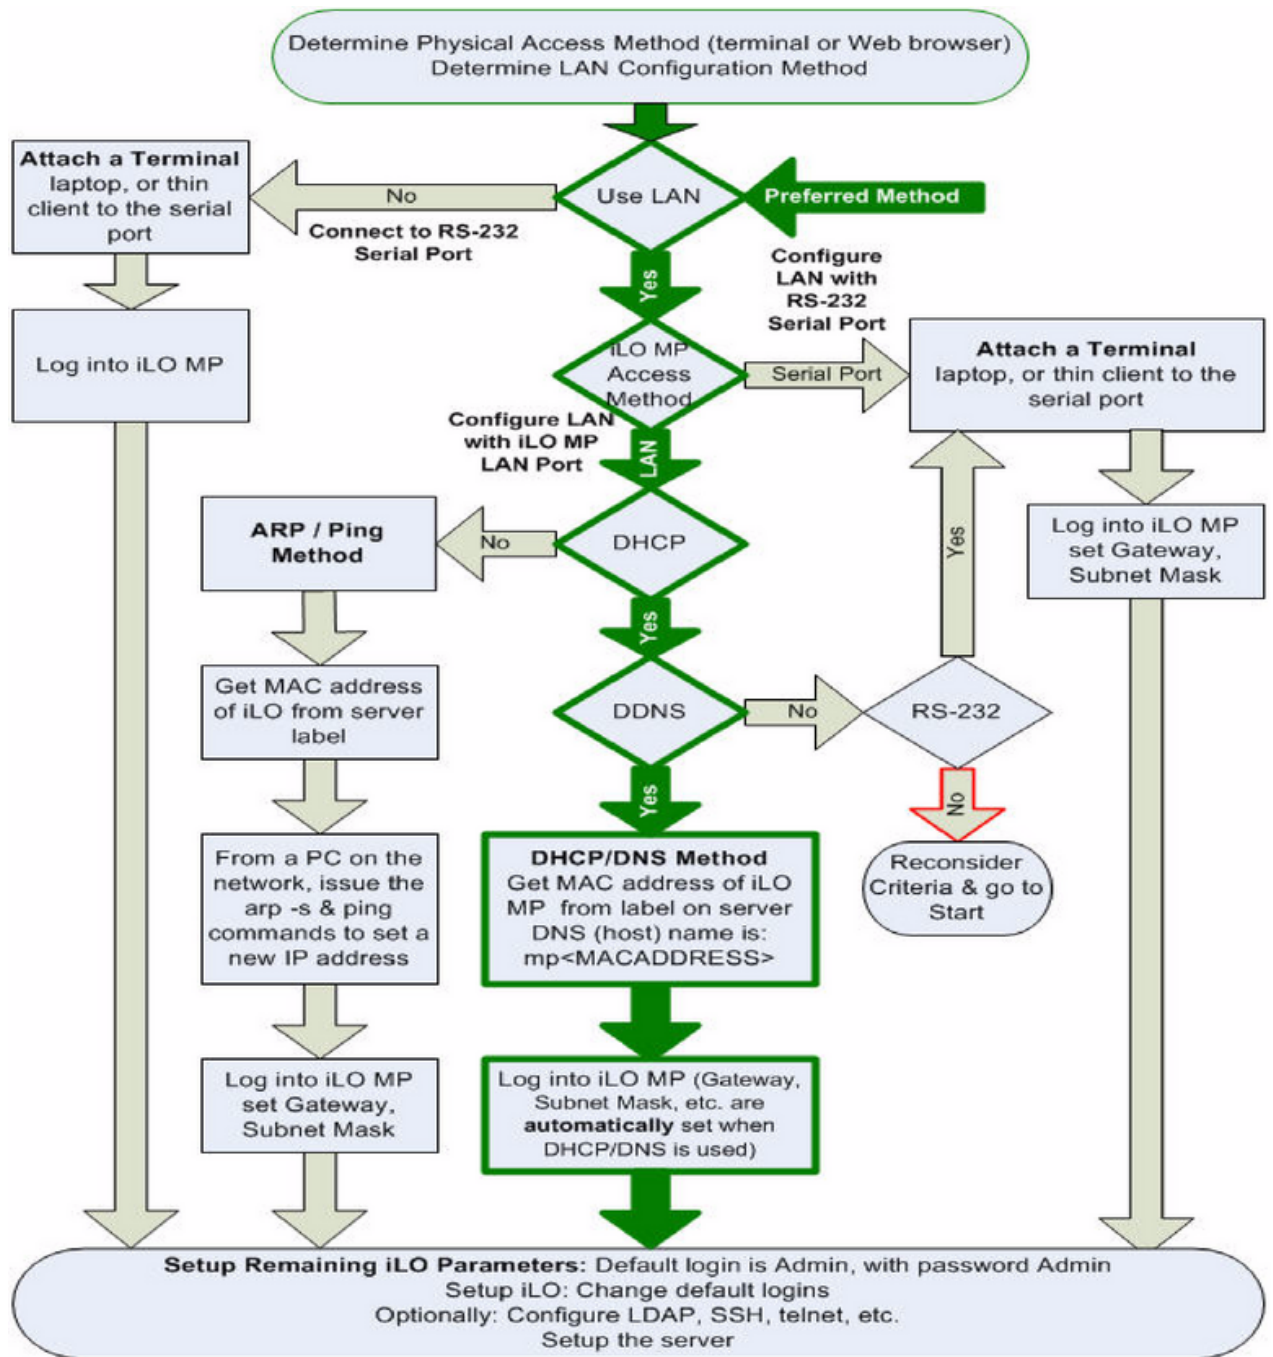 Determine Physical Access Method (terminal or Web browser)
Determine LAN Configuration Method
Attach a Terminal
laptop, or thin
client to the serial
port
No
Use LAN
Preferred Method
Connect to RS-232
Serial Port
Yes
Configure
LAN with
RS-232
Serial Port
Log into iLO MP
iLO MP
Access
Method
Serial Port
Attach a Terminal
laptop, or thin client to the
serial port
Configure LAN
with iLO MP
LAN Port
LAN
ARP / Ping
Method
No
DHCP
Yes
Log into iLO MP
set Gateway,
Subnet Mask
Yes
Get MAC address
of iLO from server
label
DDNS
No
RS-232
Yes
No
From a PC on the
network, issue the
arp -s & ping
commands to set a
new IP address
DHCP/DNS Method
Get MAC address of iLO
MP from label on server
DNS (host) name is:
mp<MACADDRESS>
Reconsider
Criteria & go to
Start
Log into iLO MP
set Gateway,
Subnet Mask
Log into iLO MP (Gateway,
Subnet Mask, etc. are
automatically set when
DHCP/DNS is used)
Setup Remaining iLO Parameters: Default login is Admin, with password Admin
Setup iLO: Change default logins
Optionally: Configure LDAP, SSH, telnet, etc.
Setup the server